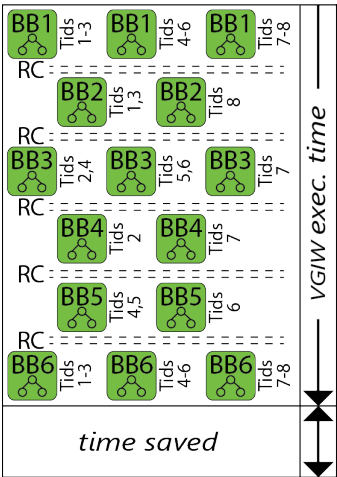 BB1 Tids 1-3 BB1 Tids 4-6 BB1 Tids 7-8
RC
BB2 Tids 1,3 BB2 Tids 8
RC
BB3 Tids 2,4 BB3 Tids 5,6 BB3 Tids 7
RC
BB4 Tids 2 BB4 Tids 7
RC
BB5 Tids 4,5 BB5 Tids 6
RC
BB6 Tids 1-3 BB6 Tids 4-6 BB6 Tids 7-8
VGIW exec. time
time saved